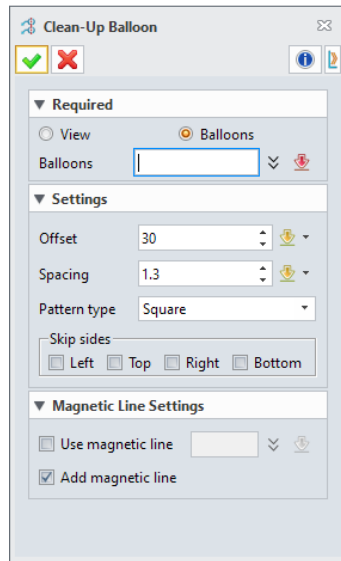 Clean-Up Balloon
Required
View Balloons
Balloons
Settings
Offset 30
Spacing 1.3
Pattern type Square
Skip sides
Left Top Right Bottom
Magnetic Line Settings
Use magnetic line
Add magnetic line